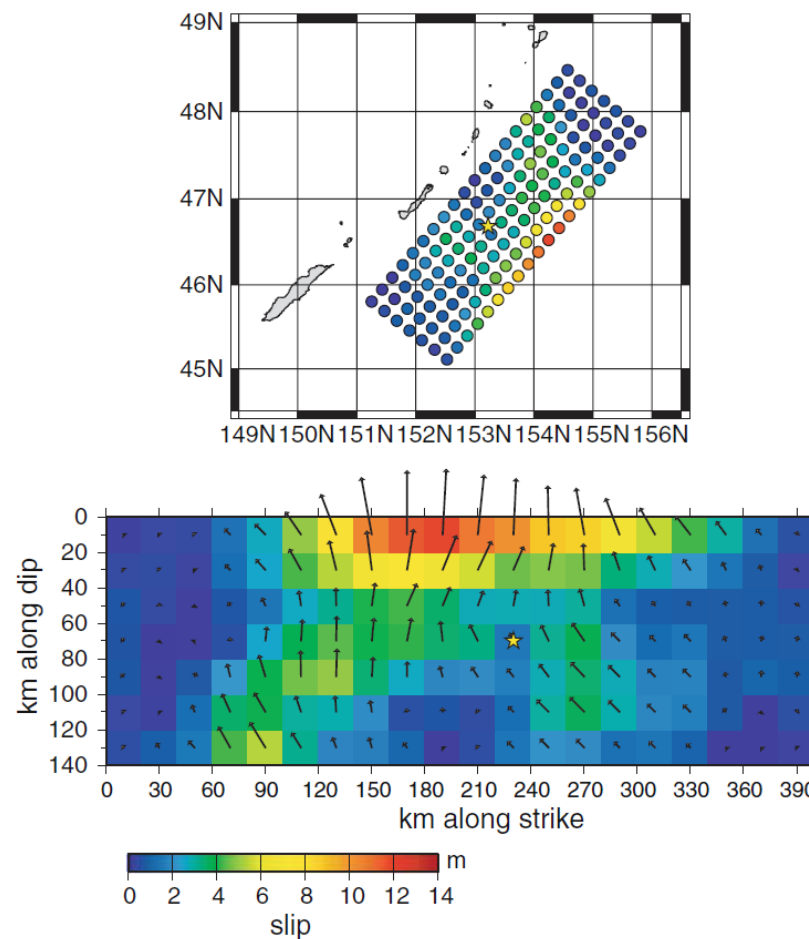 49N
48N
47N
46N
45N
149N 150N 151N 152N 153N 154N 155N 156N
0
20
40
60
80
100
120
140
km along dip
0 30 60 90 120 150 180 210 240 270 300 330 360 390
km along strike
m
0 2 4 6 8 10 12 14
slip